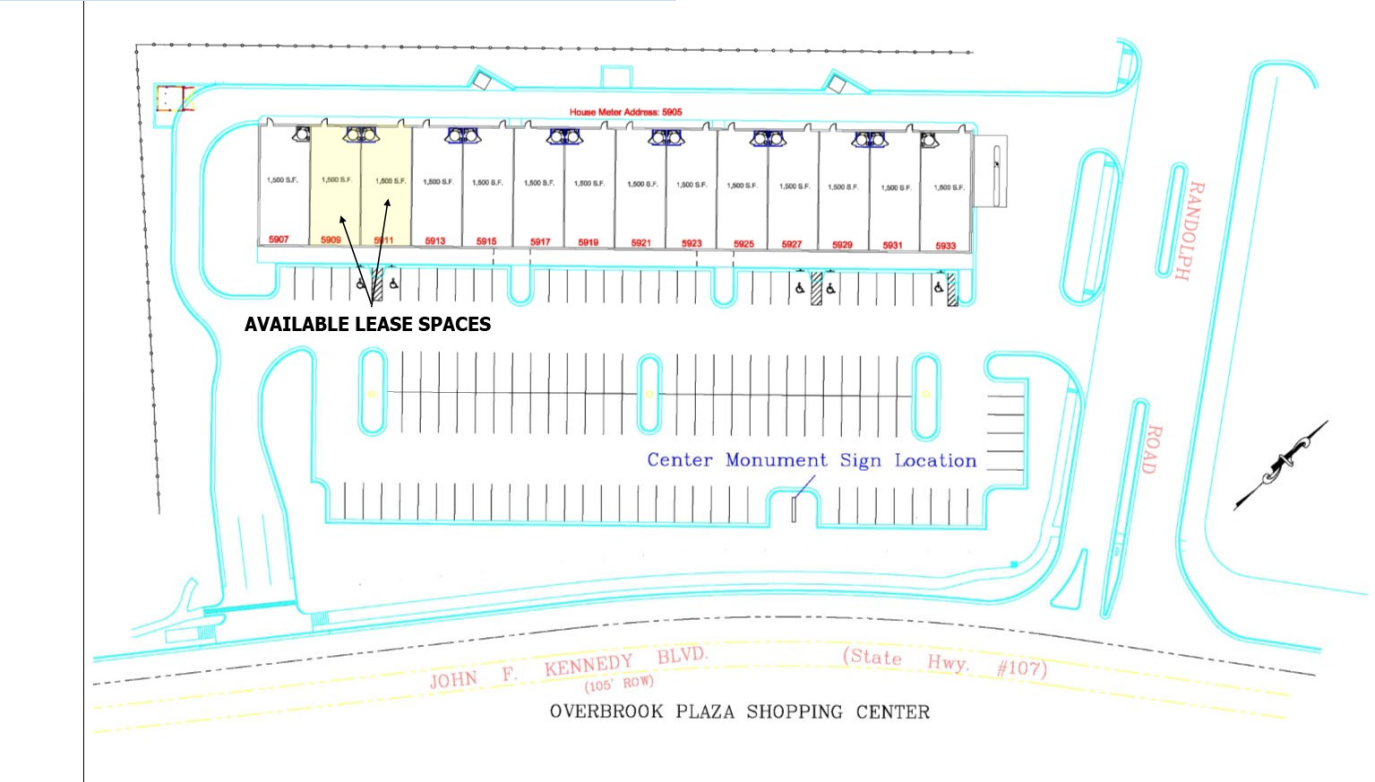 House Meter Address: 5905
1,500 S.F. 1,500 S.F. 1,500 S.F. 1,500 S.F. 1,500 S.F. 1,500 S.F. 1,500 S.F. 1,500 S.F. 1,500 S.F. 1,500 S.F. 1,500 S.F. 1,500 S.F. 1,500 S.F. 1,500 S.F.
5907 5909 5911 5913 5915 5917 5919 5921 5923 5925 5927 5929 5931 5933
RANDOLPH
AVAILABLE LEASE SPACES
ROAD
Center Monument Sign Location
JOHN F. KENNEDY BLVD. (State Hwy. #107)
(105' ROW)
OVERBROOK PLAZA SHOPPING CENTER